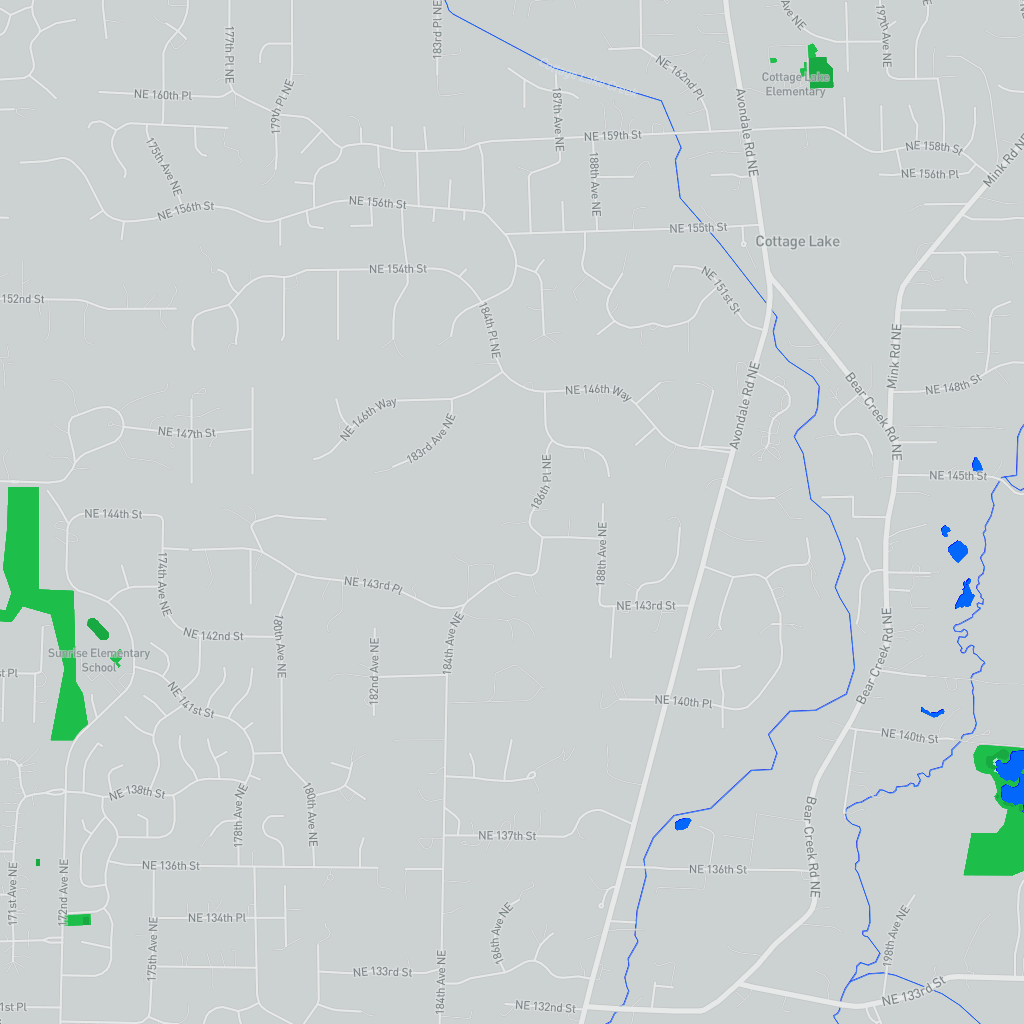 183rd Pl NE
Ave NE
197th Ave NE
177th Pl NE
NE 162nd Pl
Cottage Lake
Elementary
179th Pl NE
NE 160th Pl
187th Ave NE
Avondale Rd NE
NE 159th St
NE 158th St
Mink Rd NE
175th Ave NE
188th Ave NE
NE 156th Pl
NE 156th St
NE 156th St
NE 155th St
Cottage Lake
NE 154th St
NE 151st St
152nd St
184th Pl NE
Mink Rd NE
NE 148th St
NE 146th Way
Avondale Rd NE
Bear Creek Rd NE
NE 146th Way
183rd Ave NE
NE 147th St
186th Pl NE
NE 145th St
NE 144th St
188th Ave NE
174th Ave NE
NE 143rd Pl
NE 143rd St
NE 142nd St
180th Ave NE
184th Ave NE
Bear Creek Rd NE
Sunrise Elementary
School
182nd Ave NE
st Pl
NE 141st St
NE 140th Pl
NE 140th St
NE 138th St
178th Ave NE
180th Ave NE
NE 137th St
Bear Creek Rd NE
NE 136th St
NE 136th St
171st Ave NE
172nd Ave NE
NE 134th Pl
186th Ave NE
198th Ave NE
175th Ave NE
NE 133rd St
184th Ave NE
NE 133rd St
1st Pl
NE 132nd St